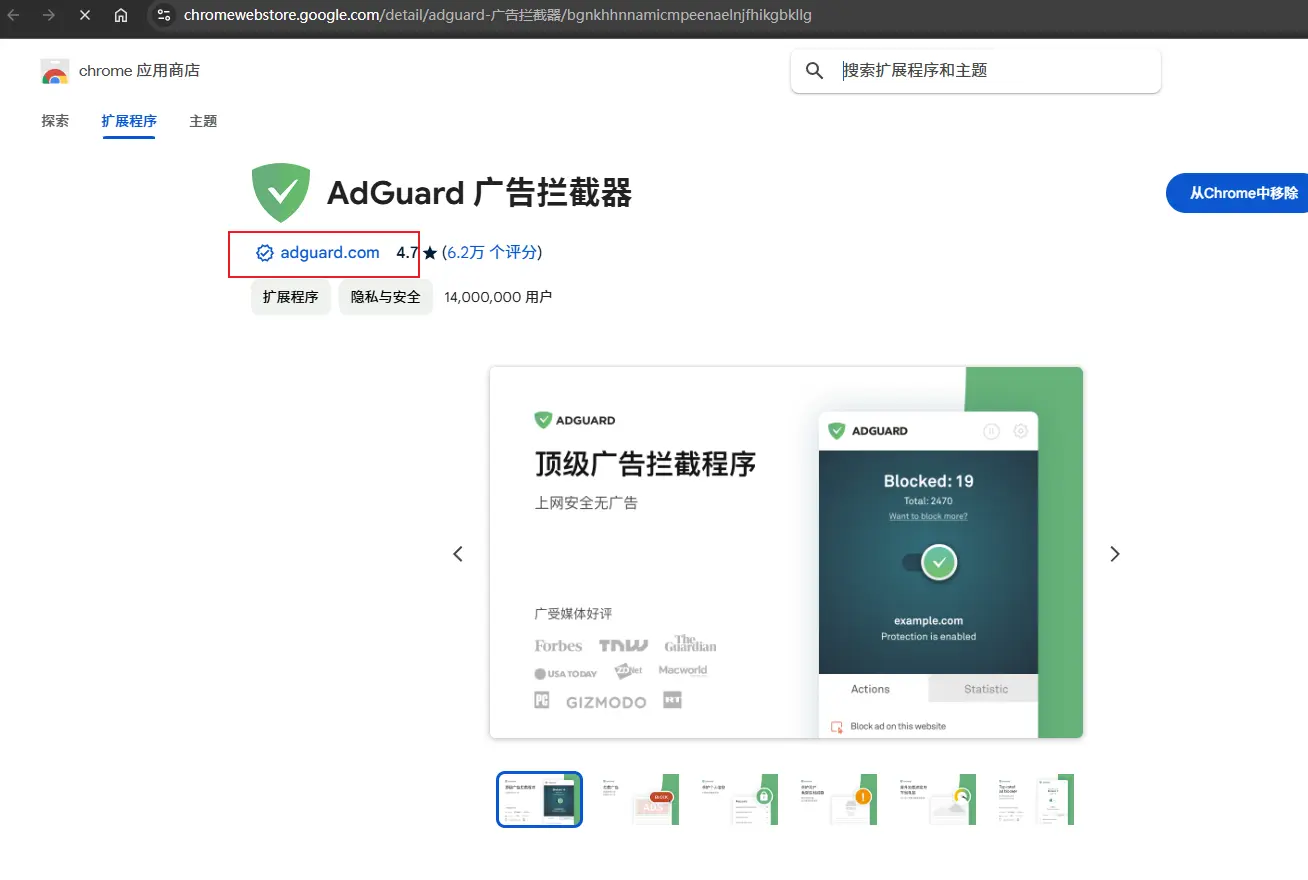 chromewebstore.google.com/detail/adguard-广告拦截器/bgnkhhnnamicmpeenaelnjfhikgbkllg
chrome 应用商店
搜索扩展程序和主题
探索 扩展程序 主题
AdGuard 广告拦截器
从Chrome中移除
adguard.com 4.7 ★ (6.2万 个评分)
扩展程序 隐私与安全 14,000,000 用户
ADGUARD
顶级广告拦截程序
上网安全无广告
广受媒体好评
Forbes TNW The Guardian
USA TODAY ZDNet Macworld
PC GIZMODO RT
ADGUARD
Blocked: 19
Total: 2470
Want to block more?
example.com
Protection is enabled
Actions Statistic
Block ad on this website